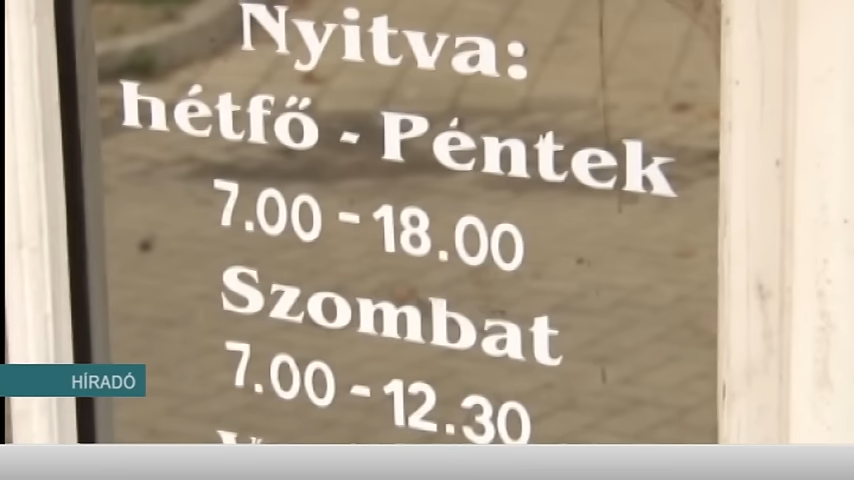 Nyitva:
hétfő - Péntek
7.00 - 18.00
Szombat
7.00 - 12.30
HÍRADÓ